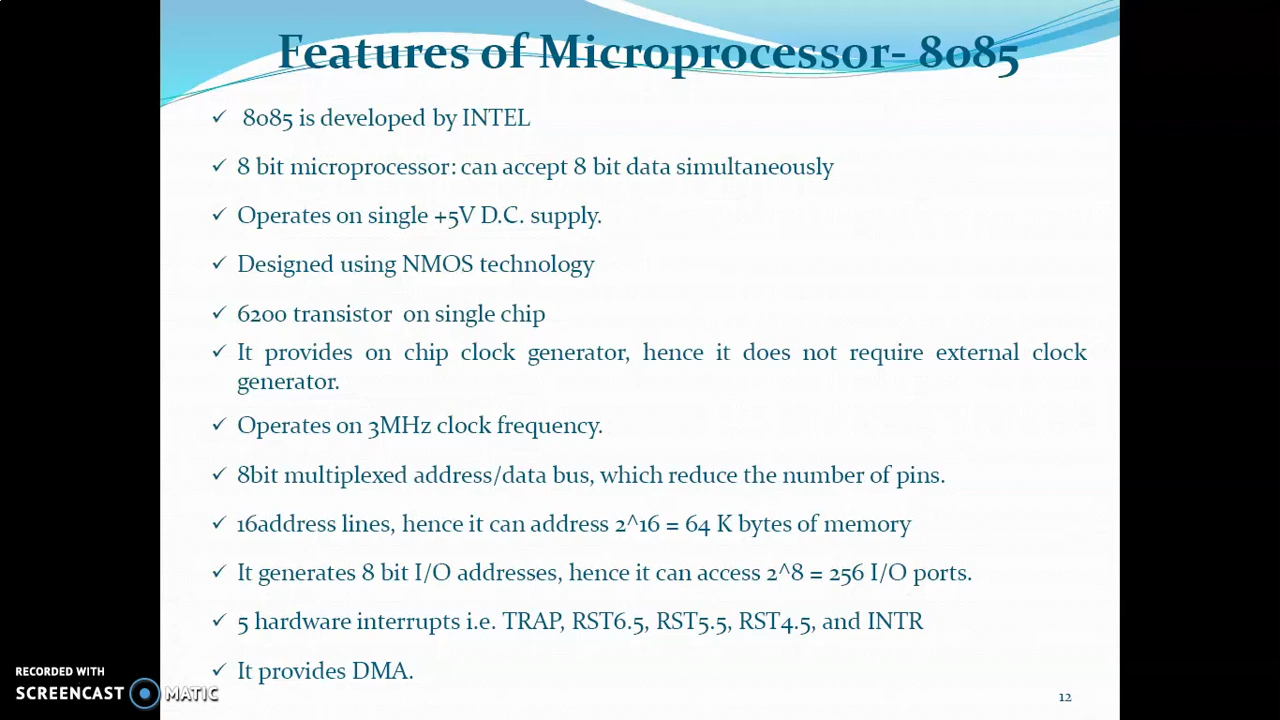 Features of Microprocessor- 8085
✓ 8085 is developed by INTEL
✓ 8 bit microprocessor: can accept 8 bit data simultaneously
✓ Operates on single +5V D.C. supply.
✓ Designed using NMOS technology
✓ 6200 transistor on single chip
✓ It provides on chip clock generator, hence it does not require external clock
generator.
✓ Operates on 3MHz clock frequency.
✓ 8bit multiplexed address/data bus, which reduce the number of pins.
✓ 16address lines, hence it can address 2^16 = 64 K bytes of memory
✓ It generates 8 bit I/O addresses, hence it can access 2^8 = 256 I/O ports.
✓ 5 hardware interrupts i.e. TRAP, RST6.5, RST5.5, RST4.5, and INTR
✓ It provides DMA.
RECORDED WITH
SCREENCAST MATIC
12